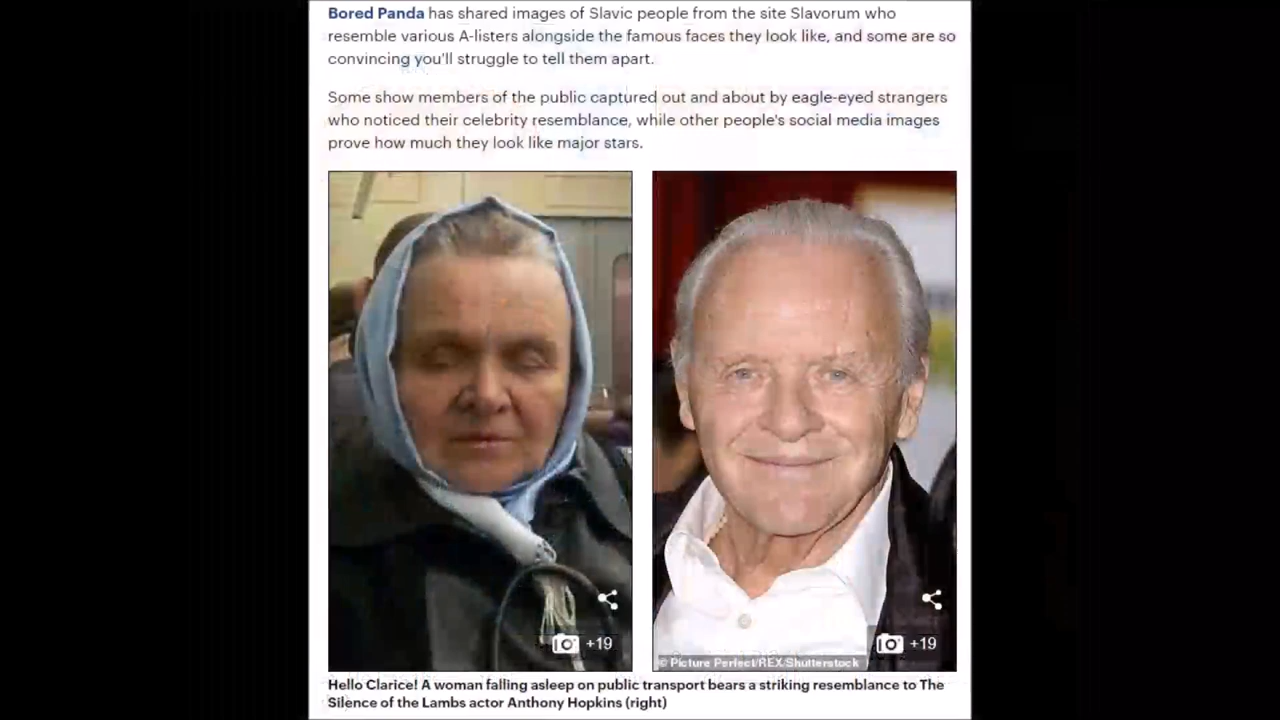 Bored Panda has shared images of Slavic people from the site Slavorum who
resemble various A-listers alongside the famous faces they look like, and some are so
convincing you'll struggle to tell them apart.
Some show members of the public captured out and about by eagle-eyed strangers
who noticed their celebrity resemblance, while other people's social media images
prove how much they look like major stars.
+19
+19
© Picture Perfect/REX/Shutterstock
Hello Clarice! A woman falling asleep on public transport bears a striking resemblance to The
Silence of the Lambs actor Anthony Hopkins (right)